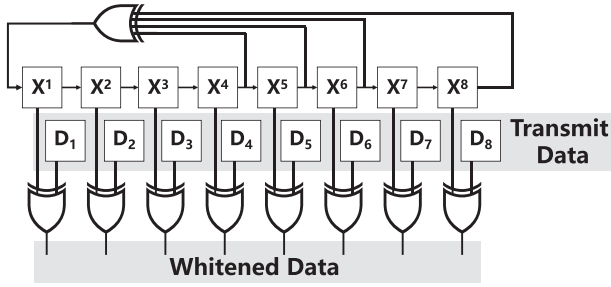 X¹ X² X³ X⁴ X⁵ X⁶ X⁷ X⁸
D₁ D₂ D₃ D₄ D₅ D₆ D₇ D₈
Transmit
Data
Whitened Data